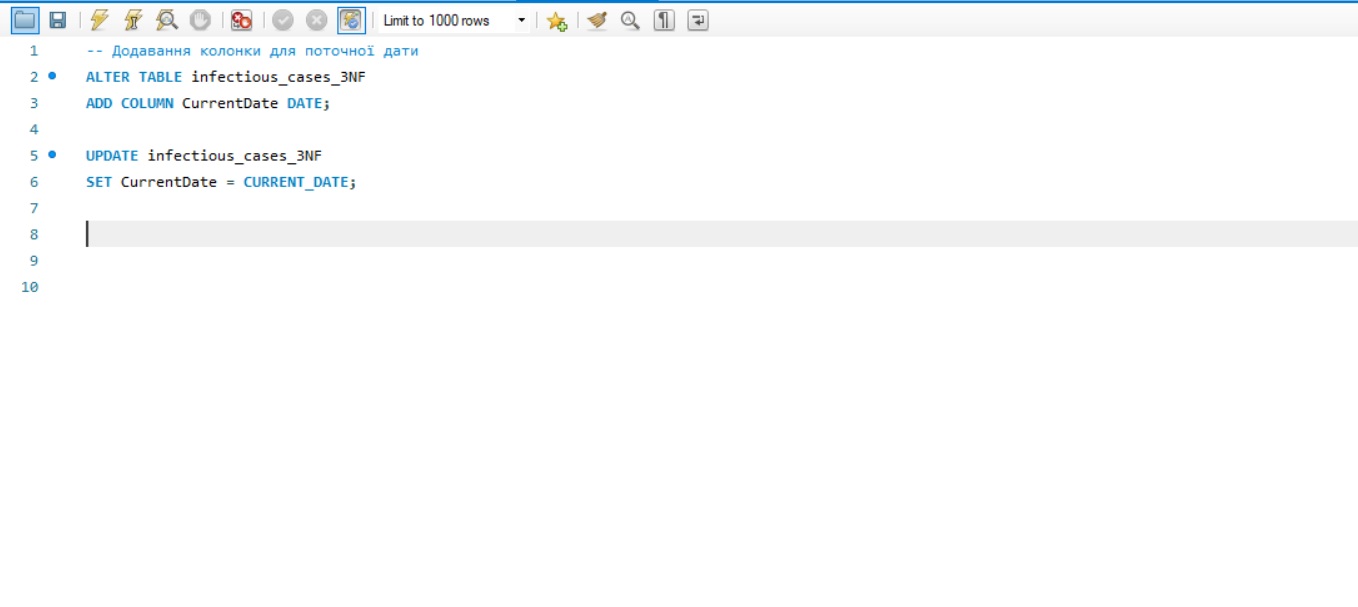 Limit to 1000 rows
1 -- Додавання колонки для поточної дати
2 ALTER TABLE infectious_cases_3NF
3 ADD COLUMN CurrentDate DATE;
4
5 UPDATE infectious_cases_3NF
6 SET CurrentDate = CURRENT_DATE;
7
8
9
10